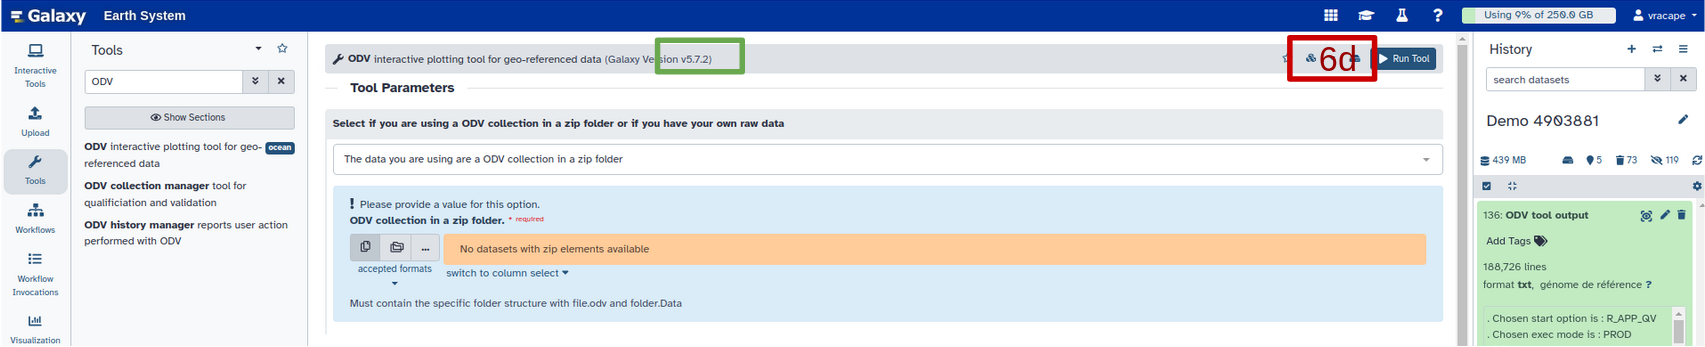 Galaxy Earth System
Using 9% of 250.0 GB
vracape
Interactive
Tools
Upload
Tools
Workflows
Workflow
Invocations
Visualization
Tools
ODV
Show Sections
ODV interactive plotting tool for geo- ocean
referenced data
ODV collection manager tool for
qualificiation and validation
ODV history manager reports user action
performed with ODV
ODV interactive plotting tool for geo-referenced data (Galaxy Version v5.7.2)
6d
Run Tool
Tool Parameters
Select if you are using a ODV collection in a zip folder or if you have your own raw data
The data you are using are a ODV collection in a zip folder
! Please provide a value for this option.
ODV collection in a zip folder. * required
... No datasets with zip elements available
accepted formats
switch to column select
Must contain the specific folder structure with file.odv and folder.Data
History
search datasets
Demo 4903881
439 MB 5 73 119
136: ODV tool output
Add Tags
188,726 lines
format txt, génome de référence ?
. Chosen start option is : R_APP_QV
. Chosen exec mode is : PROD